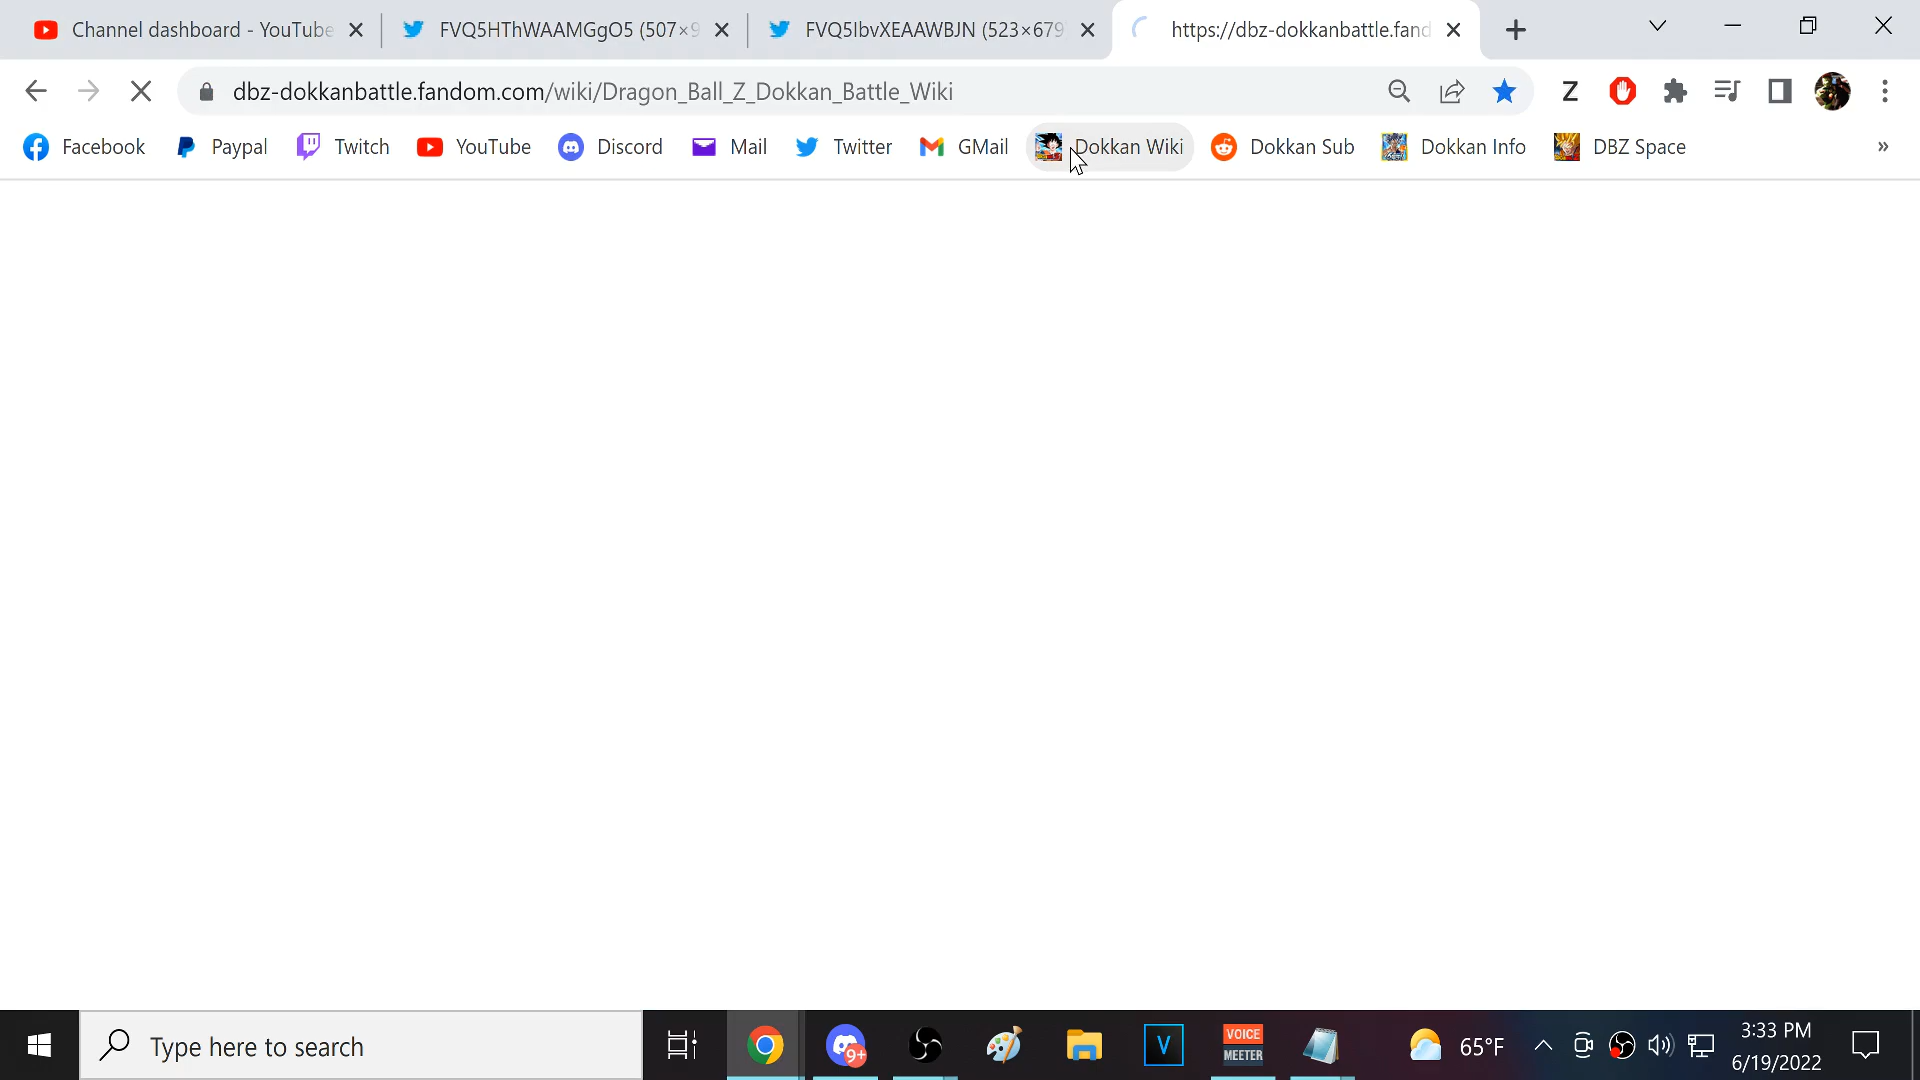 Channel dashboard - YouTube
FVQ5HThWAAMGgO5 (507×9
FVQ5IbvXEAAWBJN (523×679
https://dbz-dokkanbattle.fand
dbz-dokkanbattle.fandom.com/wiki/Dragon_Ball_Z_Dokkan_Battle_Wiki
Z
Facebook
Paypal
Twitch
YouTube
Discord
Mail
Twitter
GMail
Dokkan Wiki
Dokkan Sub
Dokkan Info
DBZ Space
»
Type here to search
9+
V
VOICE
MEETER
65°F
3:33 PM
6/19/2022